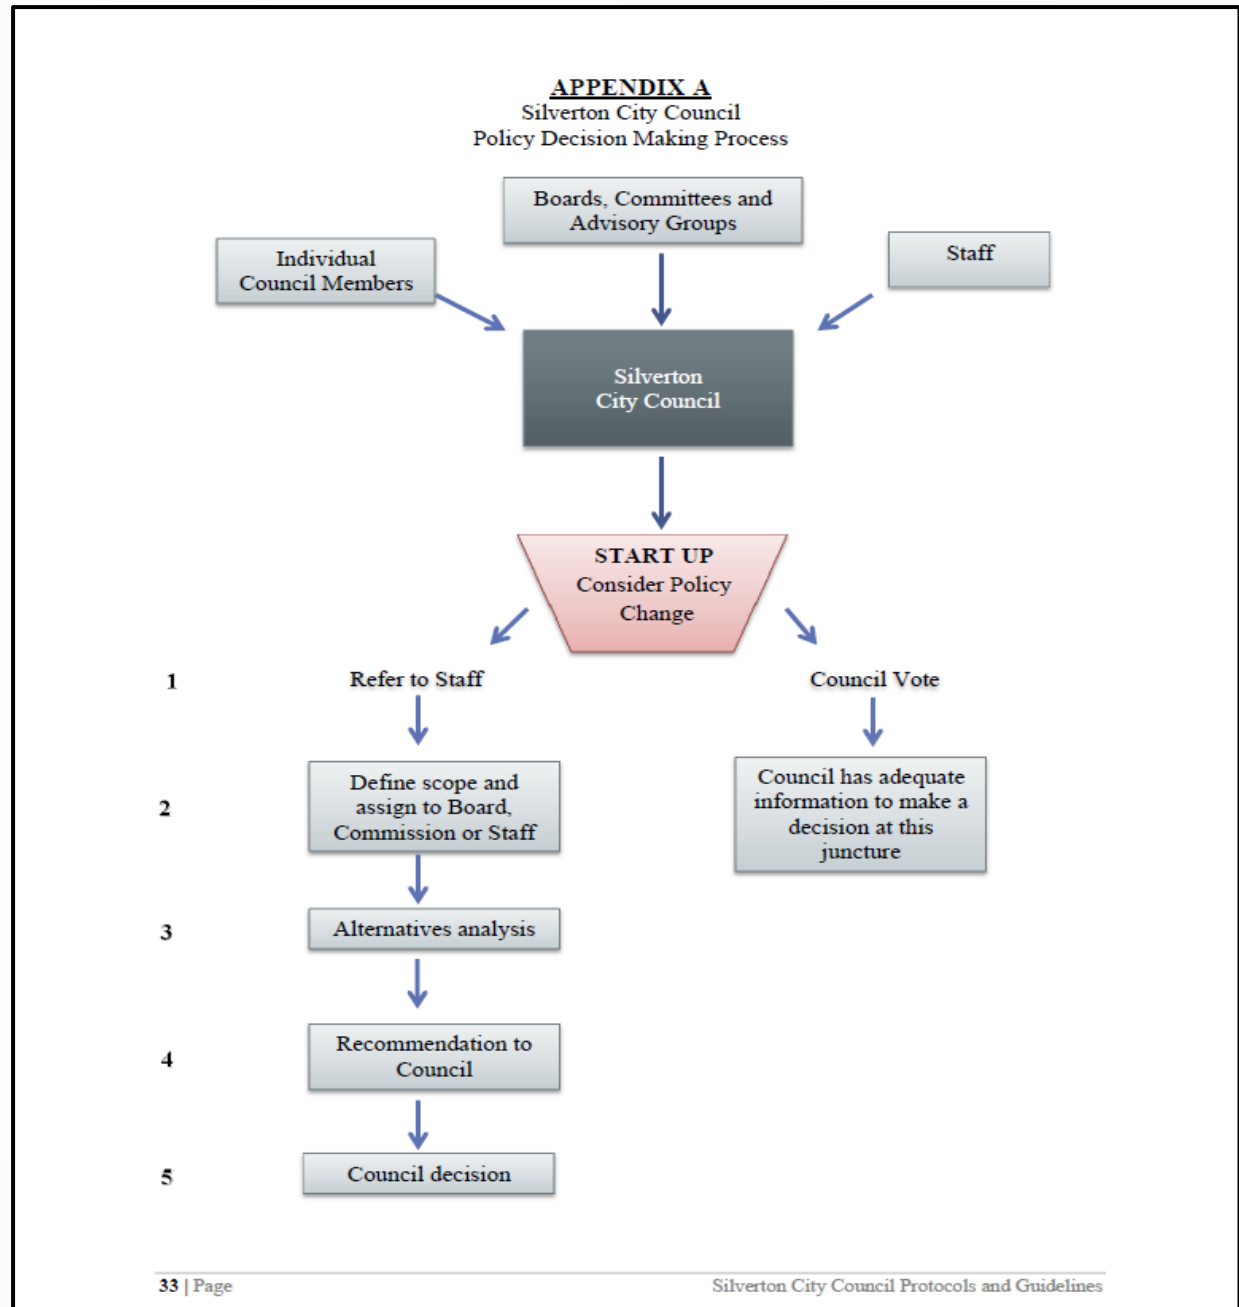 APPENDIX A
Silverton City Council
Policy Decision Making Process
Boards, Committees and
Advisory Groups
Individual
Council Members
Staff
Silverton
City Council
START UP
Consider Policy
Change
1
Refer to Staff
Council Vote
2
Define scope and
assign to Board,
Commission or Staff
Council has adequate
information to make a
decision at this
juncture
3
Alternatives analysis
4
Recommendation to
Council
5
Council decision
33 | Page
Silverton City Council Protocols and Guidelines